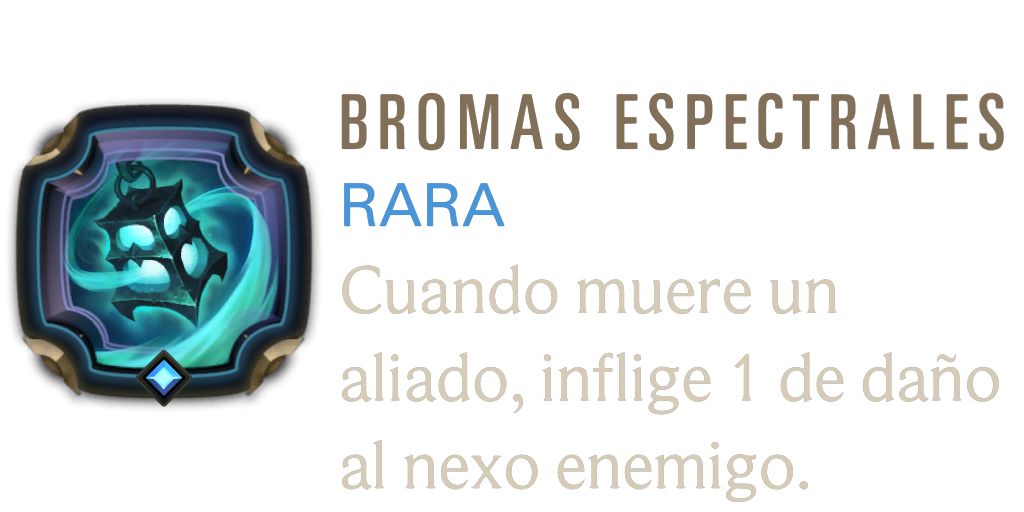 BROMAS ESPECTRALES
RARA
Cuando muere un
aliado, inflige 1 de daño
al nexo enemigo.